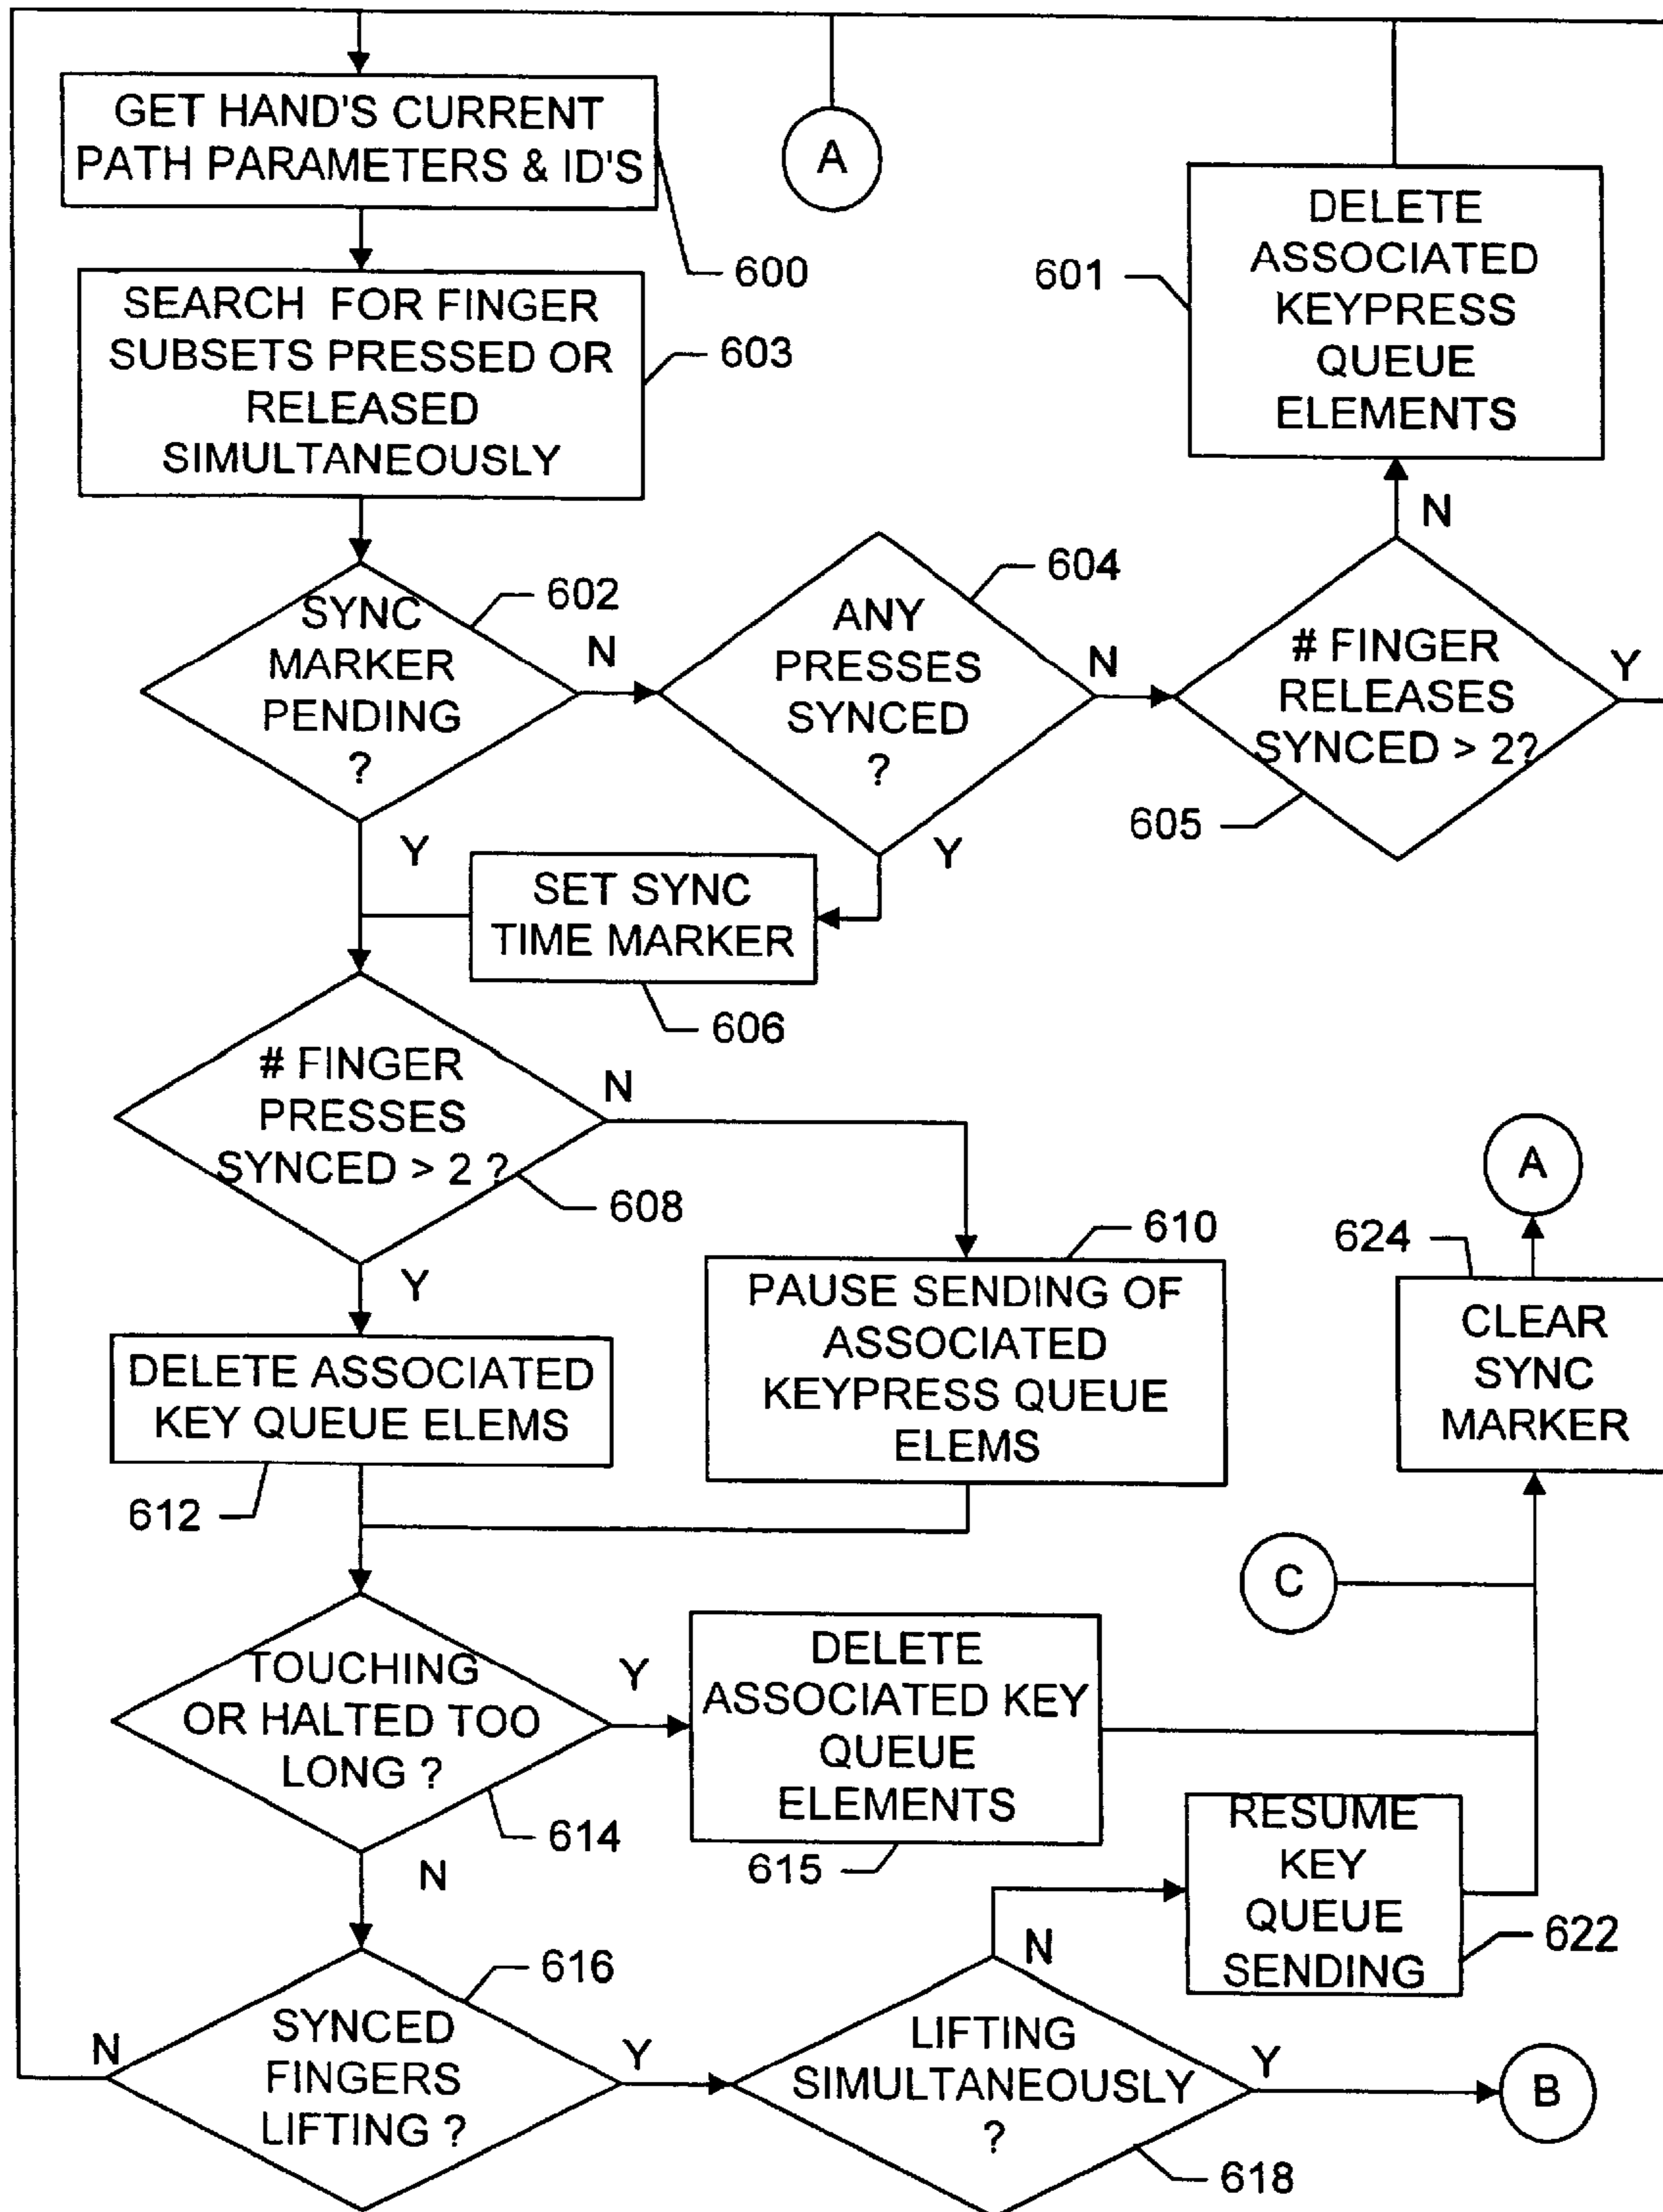 GET HAND'S CURRENT
PATH PARAMETERS & ID'S
600
A
SEARCH FOR FINGER
SUBSETS PRESSED OR
RELEASED
SIMULTANEOUSLY
603
601
DELETE
ASSOCIATED
KEYPRESS
QUEUE
ELEMENTS
N
SYNC
MARKER
PENDING
?
602
N
Y
ANY
PRESSES
SYNCED
?
604
N
Y
# FINGER
RELEASES
SYNCED > 2?
605
Y
SET SYNC
TIME MARKER
606
# FINGER
PRESSES
SYNCED > 2 ?
608
N
Y
610
PAUSE SENDING OF
ASSOCIATED
KEYPRESS QUEUE
ELEMS
A
624
CLEAR
SYNC
MARKER
DELETE ASSOCIATED
KEY QUEUE ELEMS
612
C
TOUCHING
OR HALTED TOO
LONG ?
614
Y
N
DELETE
ASSOCIATED KEY
QUEUE
ELEMENTS
615
RESUME
KEY
QUEUE
SENDING
622
SYNCED
FINGERS
LIFTING ?
616
N
Y
LIFTING
SIMULTANEOUSLY
?
618
N
Y
B